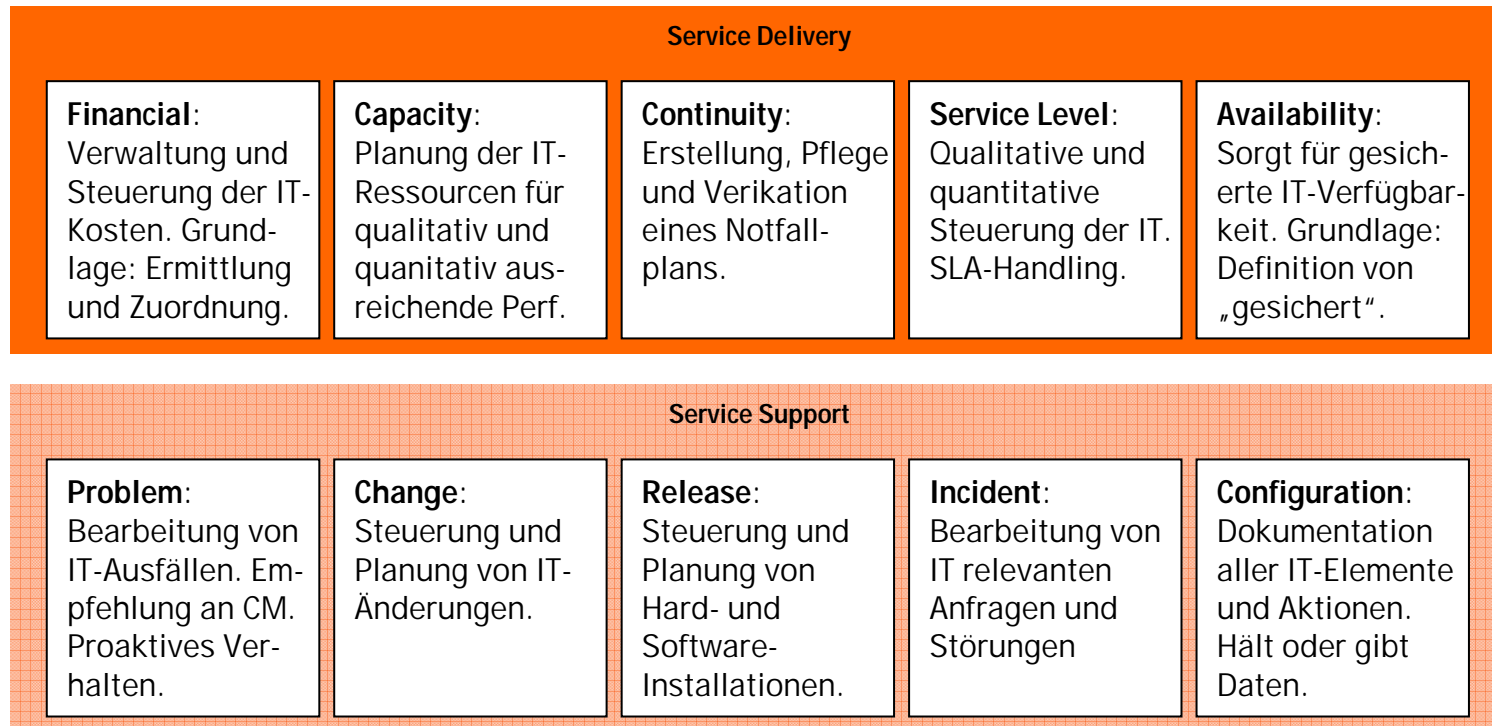 Service Delivery
Financial:
Verwaltung und
Steuerung der IT-
Kosten. Grund-
lage: Ermittlung
und Zuordnung.
Capacity:
Planung der IT-
Ressourcen für
qualitativ und
quanitativ aus-
reichende Perf.
Continuity:
Erstellung, Pflege
und Verikation
eines Notfall-
plans.
Service Level:
Qualitative und
quantitative
Steuerung der IT.
SLA-Handling.
Availability:
Sorgt für gesich-
erte IT-Verfügbar-
keit. Grundlage:
Definition von
„gesichert“.
Service Support
Problem:
Bearbeitung von
IT-Ausfällen. Em-
pfehlung an CM.
Proaktives Ver-
halten.
Change:
Steuerung und
Planung von IT-
Änderungen.
Release:
Steuerung und
Planung von
Hard- und
Software-
Installationen.
Incident:
Bearbeitung von
IT relevanten
Anfragen und
Störungen
Configuration:
Dokumentation
aller IT-Elemente
und Aktionen.
Hält oder gibt
Daten.